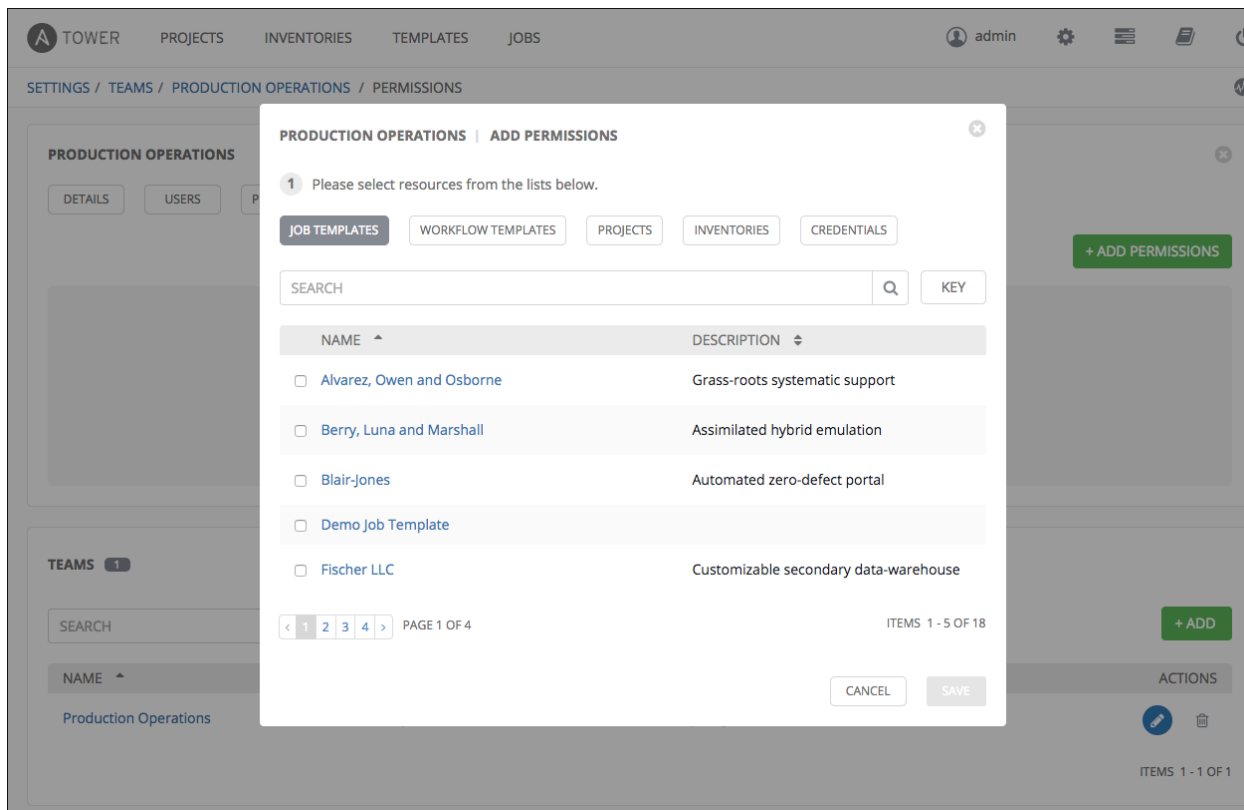 A TOWER PROJECTS INVENTORIES TEMPLATES JOBS admin
SETTINGS / TEAMS / PRODUCTION OPERATIONS / PERMISSIONS
PRODUCTION OPERATIONS
DETAILS USERS P
+ ADD PERMISSIONS
PRODUCTION OPERATIONS | ADD PERMISSIONS
1 Please select resources from the lists below.
JOB TEMPLATES WORKFLOW TEMPLATES PROJECTS INVENTORIES CREDENTIALS
SEARCH KEY
NAME DESCRIPTION
Alvarez, Owen and Osborne Grass-roots systematic support
Berry, Luna and Marshall Assimilated hybrid emulation
Blair-Jones Automated zero-defect portal
Demo Job Template
Fischer LLC Customizable secondary data-warehouse
< 1 2 3 4 > PAGE 1 OF 4 ITEMS 1 - 5 OF 18
CANCEL SAVE
TEAMS 1
SEARCH + ADD
NAME ACTIONS
Production Operations
ITEMS 1 - 1 OF 1